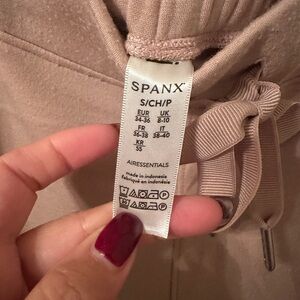 SPANX
S/CH/P
EUR UK
34-36 8-10
FR IT
36-38 38-40
KR
55
AIRESSENTIALS
made in indonesia
fabriqué en indonésie